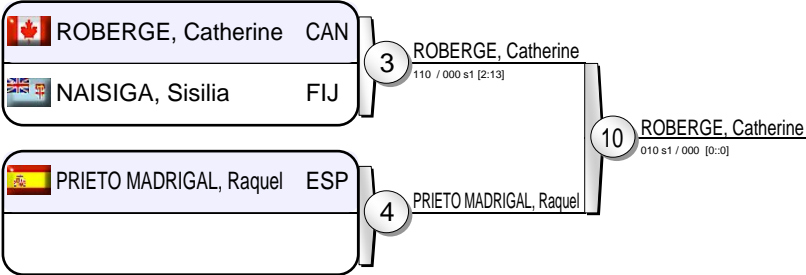 ROBERGE, Catherine CAN
NAISIGA, Sisilia FIJ
3
ROBERGE, Catherine
110 / 000 s1 [2:13]
PRIETO MADRIGAL, Raquel ESP
4
PRIETO MADRIGAL, Raquel
10
ROBERGE, Catherine
010 s1 / 000 [0::0]